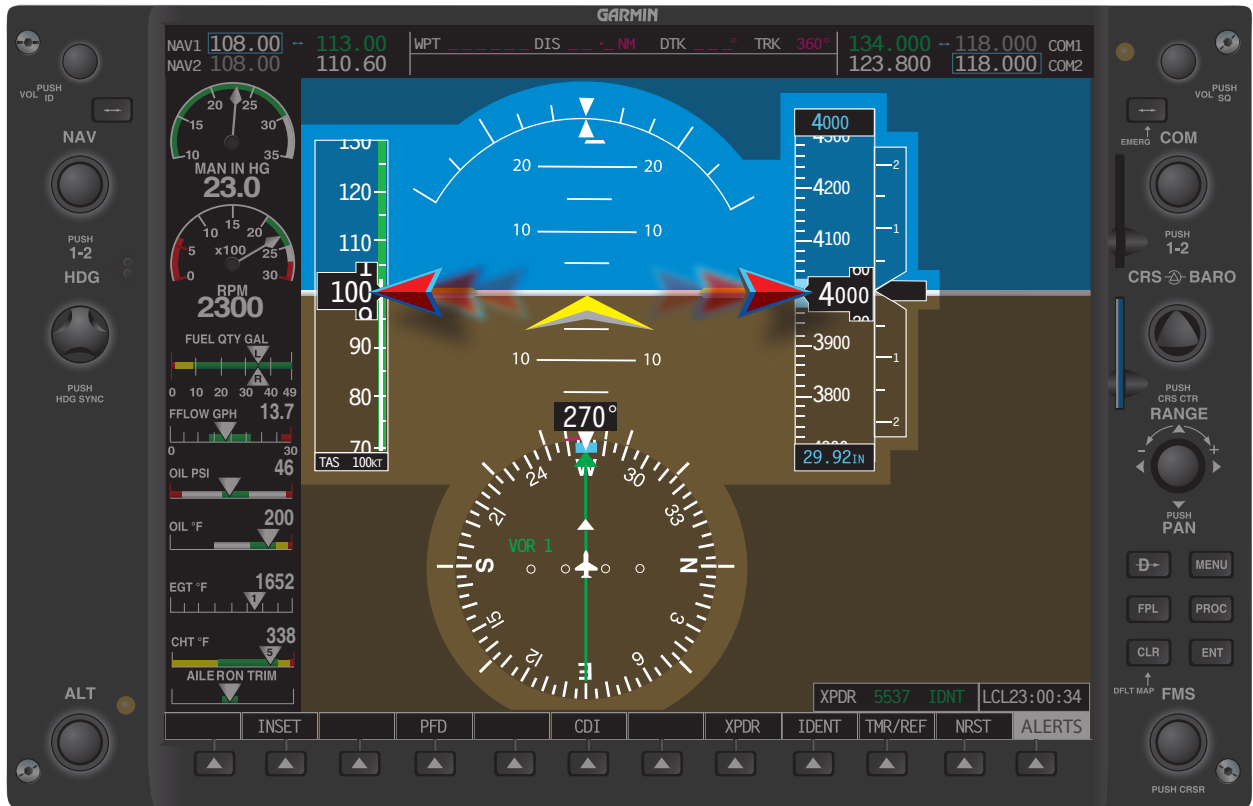 GARMIN
NAV1 108.00 ↔ 113.00 WPT _ _ _ _ _ _ DIS _ _ ._ NM DTK _ _ _° TRK 360° 134.000 ↔ 118.000 COM1
NAV2 108.00 110.60 123.800 118.000 COM2
VOL PUSH ID
NAV
PUSH
1-2
HDG
PUSH
HDG SYNC
ALT
10 15 20 25 30 35
MAN IN HG
23.0
0 5 10 15 20 25 30
x100
RPM
2300
FUEL QTY GAL
L
R
0 10 20 30 40 49
FFLOW GPH 13.7
0 30
OIL PSI 46
OIL °F 200
EGT °F 1652
1
CHT °F 338
5
AILERON TRIM
130
120
110
1
100
0
90
80
70
TAS 100KT
20 20
10 10
10 10
4000
4300
4200
4100
60
4000
20
3900
3800
29.92IN
2
1
1
2
270°
W 30 33 N 3 6 E 12 15 S 21 24
VOR 1
XPDR 5537 IDNT LCL23:00:34
INSET PFD CDI XPDR IDENT TMR/REF NRST ALERTS
VOL PUSH SQ
EMERG
COM
PUSH
1-2
CRS BARO
PUSH
CRS CTR
RANGE
- +
PUSH
PAN
D MENU
FPL PROC
CLR ENT
DFLT MAP FMS
PUSH CRSR